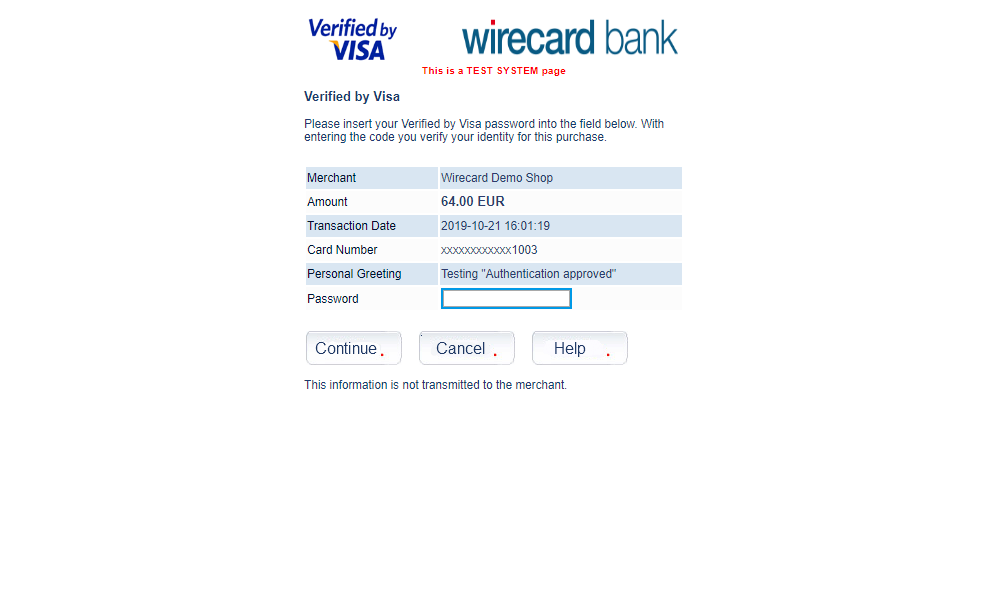 Verified by
VISA
wirecard bank
This is a TEST SYSTEM page
Verified by Visa
Please insert your Verified by Visa password into the field below. With
entering the code you verify your identity for this purchase.
Merchant Wirecard Demo Shop
Amount 64.00 EUR
Transaction Date 2019-10-21 16:01:19
Card Number xxxxxxxxxxxx1003
Personal Greeting Testing "Authentication approved"
Password
Continue Cancel Help
This information is not transmitted to the merchant.